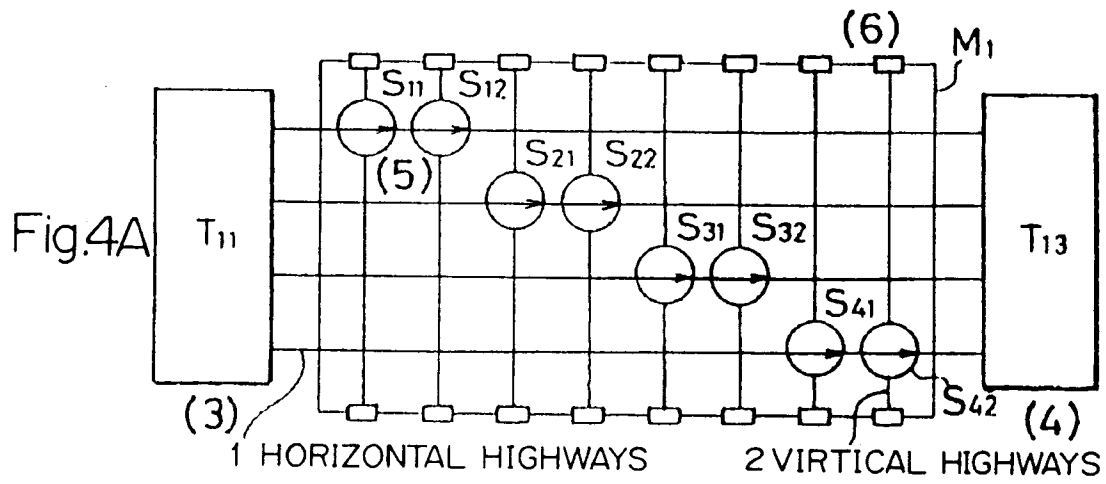 (6) M1
S11 S12
(5) S21 S22
Fig.4A T11 S31 S32 T13
S41
(3) S42 (4)
1 HORIZONTAL HIGHWAYS 2 VIRTICAL HIGHWAYS